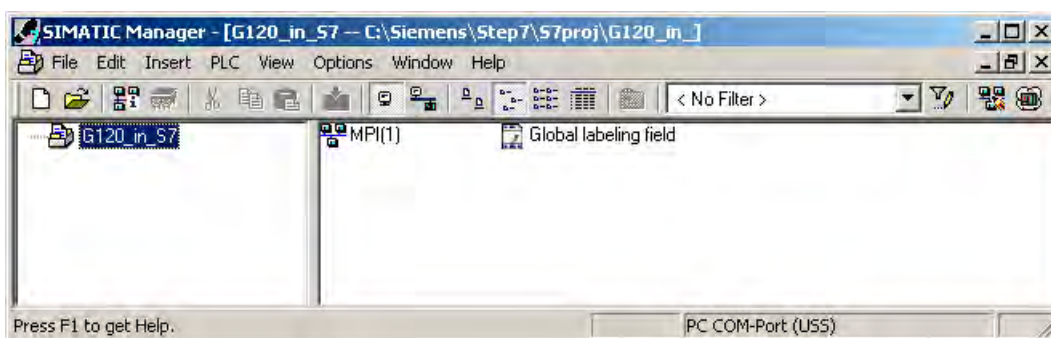 SIMATIC Manager - [G120_in_S7 -- C:\Siemens\Step7\S7proj\G120_in_]
File Edit Insert PLC View Options Window Help
< No Filter >
G120_in_S7
MPI(1) Global labeling field
Press F1 to get Help. PC COM-Port (USS)